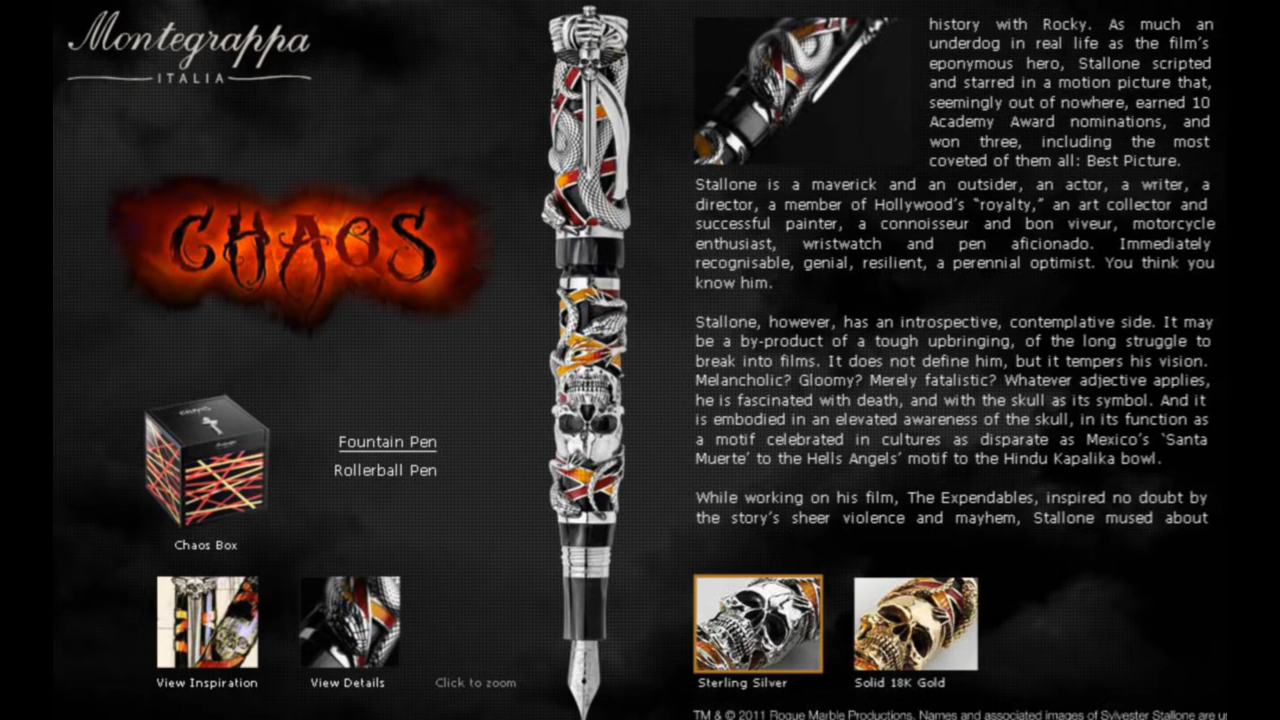 Montegrappa
ITALIA
CHAOS
Fountain Pen
Rollerball Pen
CHAOS
Chaos Box
View Inspiration
View Details
Click to zoom
history with Rocky. As much an
underdog in real life as the film's
eponymous hero, Stallone scripted
and starred in a motion picture that,
seemingly out of nowhere, earned 10
Academy Award nominations, and
won three, including the most
coveted of them all: Best Picture.
Stallone is a maverick and an outsider, an actor, a writer, a
director, a member of Hollywood's "royalty," an art collector and
successful painter, a connoisseur and bon viveur, motorcycle
enthusiast, wristwatch and pen aficionado. Immediately
recognisable, genial, resilient, a perennial optimist. You think you
know him.
Stallone, however, has an introspective, contemplative side. It may
be a by-product of a tough upbringing, of the long struggle to
break into films. It does not define him, but it tempers his vision.
Melancholic? Gloomy? Merely fatalistic? Whatever adjective applies,
he is fascinated with death, and with the skull as its symbol. And it
is embodied in an elevated awareness of the skull, in its function as
a motif celebrated in cultures as disparate as Mexico's 'Santa
Muerte' to the Hells Angels' motif to the Hindu Kapalika bowl.
While working on his film, The Expendables, inspired no doubt by
the story's sheer violence and mayhem, Stallone mused about
Sterling Silver
Solid 18K Gold
TM & © 2011 Rogue Marble Productions. Names and associated images of Sylvester Stallone are u